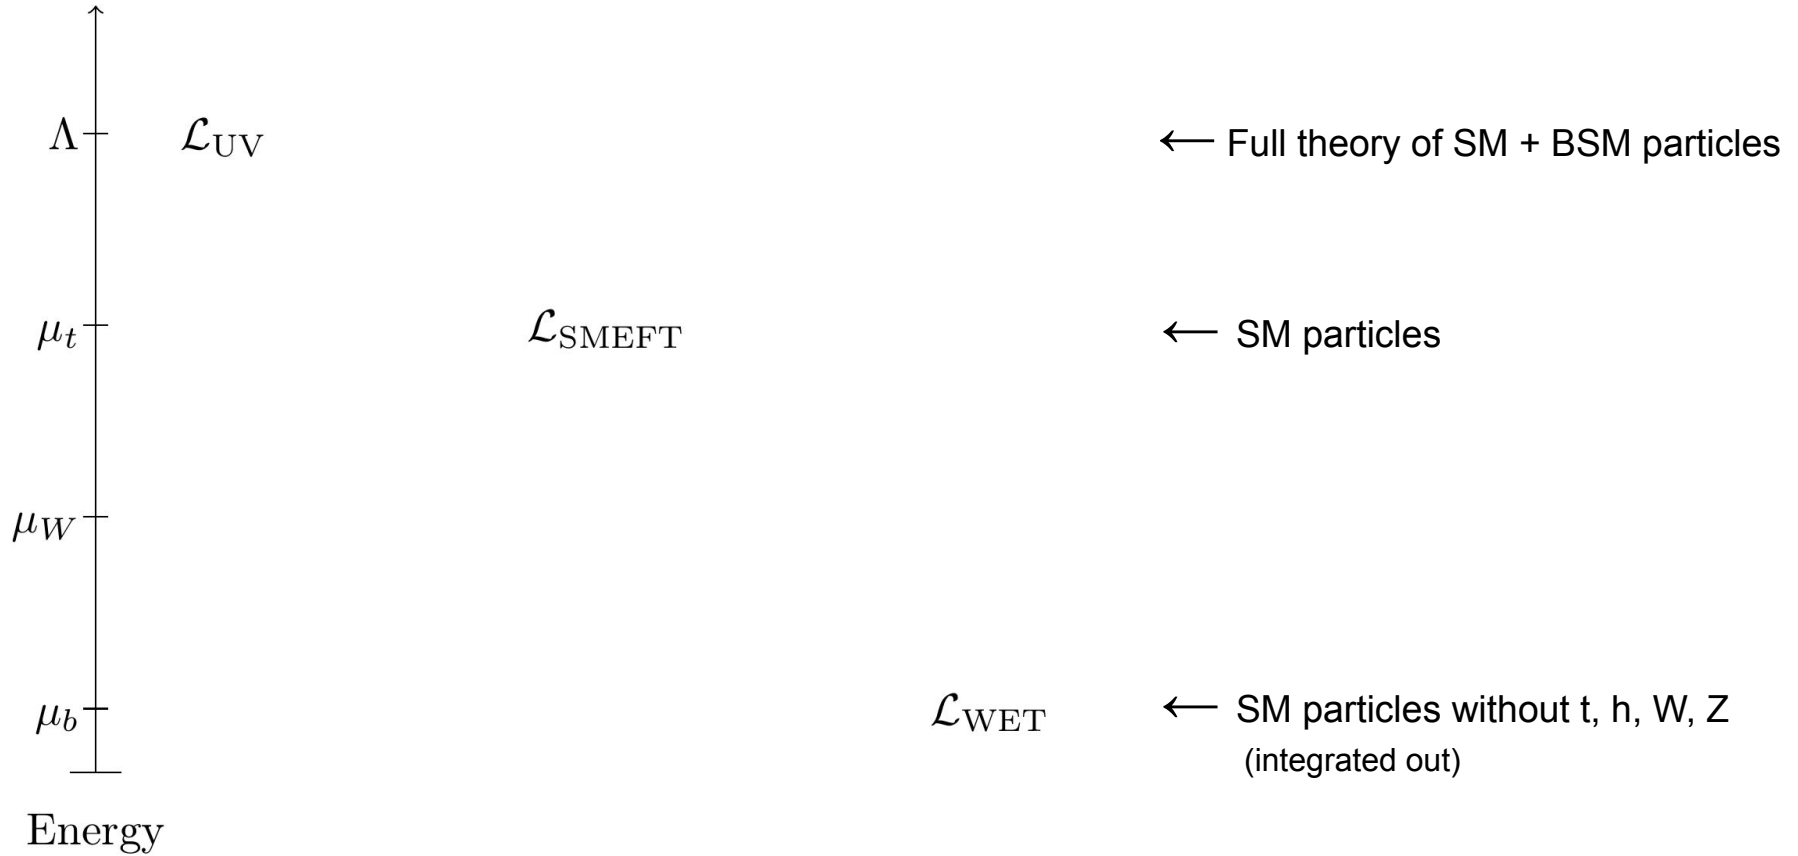 Λ ℒ_UV ← Full theory of SM + BSM particles
μ_t ℒ_SMEFT ← SM particles
μ_W
μ_b ℒ_WET ← SM particles without t, h, W, Z
(integrated out)
Energy